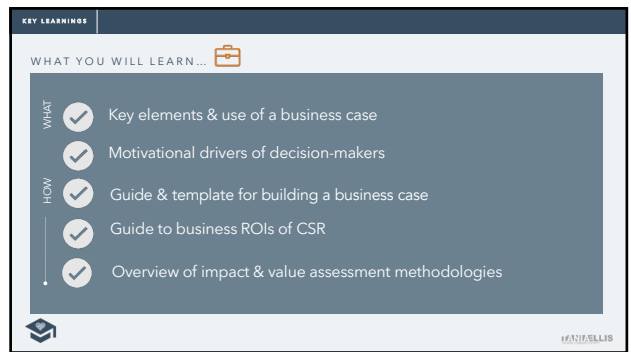 KEY LEARNINGS
WHAT YOU WILL LEARN...
WHAT
Key elements & use of a business case
Motivational drivers of decision-makers
HOW
Guide & template for building a business case
Guide to business ROIs of CSR
Overview of impact & value assessment methodologies
TANIAELLIS